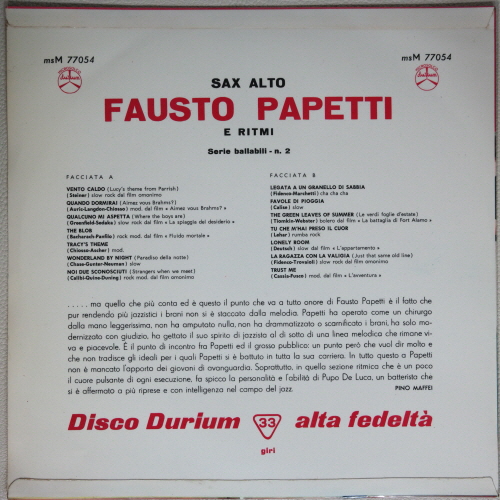 msM 77054
msM 77054
SAX ALTO
FAUSTO PAPETTI
E RITMI
Serie ballabili - n. 2
FACCIATA A
VENTO CALDO (Lucy's theme from Parrish)
(Steiner) slow rock dal film omonimo
QUANDO DORMIRAI (Aimez vous Brahms?)
(Auric-Langdon-Chinson) mod. dal film « Aimez vous Brahms? »
QUALCUNO MI ASPETTA (Where the boys are)
(Greenfield-Sedaka) slow rock dal film « La spiaggia del desiderio »
THE BLOB
(Bacharach-Pavillo) mod. dal film « Fluido mortale »
TRACY'S THEME
(Chiosso-Ascher) mod.
WONDERLAND BY NIGHT (Paradiso della notte)
(Chase-Gunter-Neuman) slow
NOI DUE SCONOSCIUTI (Strangers when we meet)
(Calibi-Quine-Duning) mod. rock dal film omonimo
FACCIATA B
LEGATA A UN GRANELLO DI SABBIA
(Fidenco-Marchetti) cha cha cha
FAVOLE DI PIOGGIA
(Calise) slow
THE GREEN LEAVES OF SUMMER (Le verdi foglie d'estate)
(Tiomkin-Webster) bolero dal film « La battaglia di Fort Alamo »
TU CHE M'HAI PRESO IL CUOR
(Lehar) rumba rock
LONELY ROOM
(Deutsch) slow dal film « L'appartamento »
LA RAGAZZA CON LA VALIGIA (Just that same old line)
(Fidenco-Trovajoli) slow rock dal film omonimo
TRUST ME
(Cassia-Fusco) mod. dal film « L'avventura »
. . . . . ma quello che più conta ed è questo il punto che va a tutto onore di Fausto Papetti è il fatto che
pur rendendo più jazzistici i brani non si è staccato dalla melodia. Papetti ha operato come un chirurgo
dalla mano leggerissima, non ha amputato nulla, non ha drammatizzato o scarnificato i brani, ha solo mo-
dernizzato con giudizio, ha gettato il suo spirito di jazzista al di sotto di una linea melodica che rimane vi-
va e piacevole. È il punto di incontro fra Papetti ed il grosso pubblico: un punto però che vuol dir molto e
che non tradisce gli ideali per i quali Papetti si è battuto in tutta la sua carriera. In tutto questo a Papetti
non è mancato l'apporto dei giovani di avanguardia. Soprattutto, in quella sezione ritmica che è un poco
il cuore pulsante di ogni esecuzione, fa spicco la personalità e l'abilità di Pupo De Luca, un batterista che
si è affermato a più riprese e con intelligenza nel campo del jazz.
PINO MAFFEI
Disco Durium 33 alta fedeltà
giri